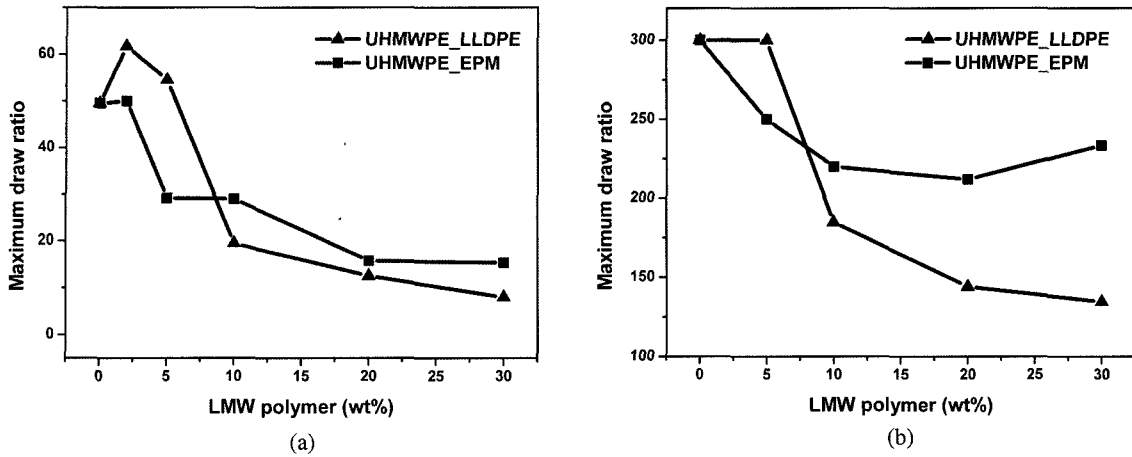 UHMWPE_LLDPE
UHMWPE_EPM
Maximum draw ratio
60
40
20
0
0 5 10 15 20 25 30
LMW polymer (wt%)
(a)
UHMWPE_LLDPE
UHMWPE_EPM
Maximum draw ratio
300
250
200
150
100
0 5 10 15 20 25 30
LMW polymer (wt%)
(b)